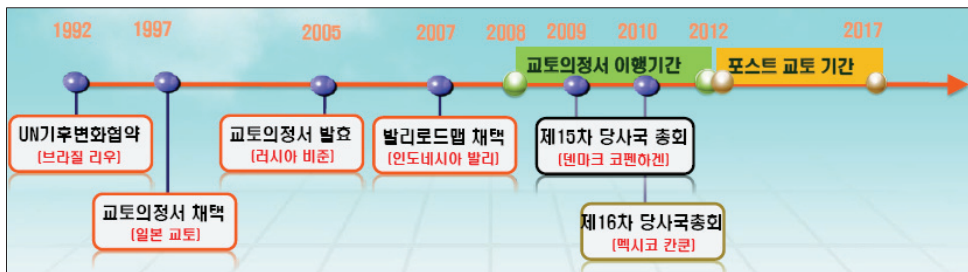 1992 1997 2005 2007 2008 2009 2010 2012 2017
교토의정서 이행기간 포스트 교토 기간
UN기후변화협약
(브라질 리우)
교토의정서 채택
(일본 교토)
교토의정서 발효
(러시아 비준)
발리로드맵 채택
(인도네시아 발리)
제15차 당사국 총회
(덴마크 코펜하겐)
제16차 당사국총회
(멕시코 칸쿤)